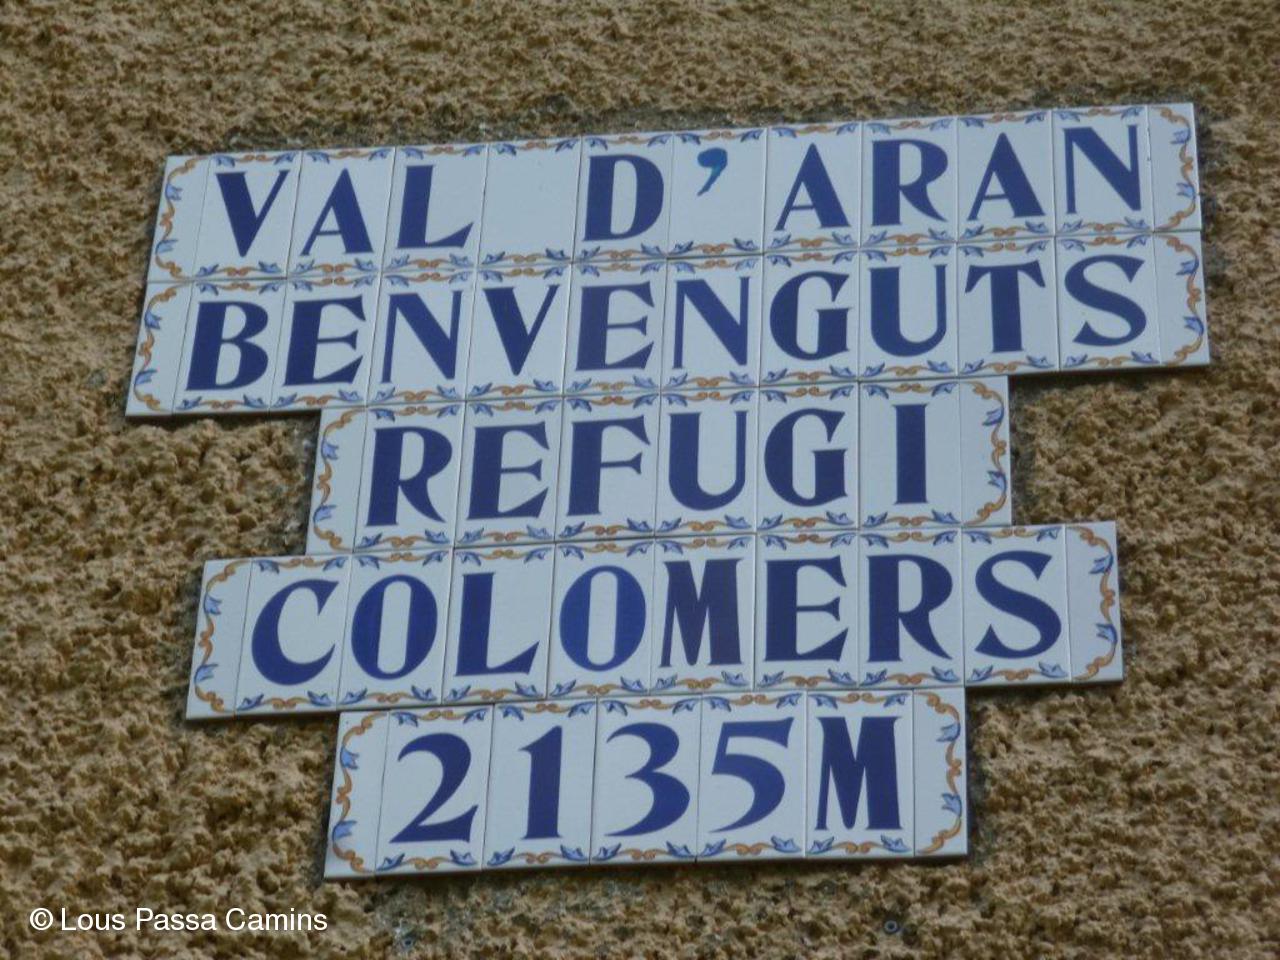 VAL D'ARAN
BENVENGUTS
REFUGI
COLOMERS
2135M
© Lous Passa Camins